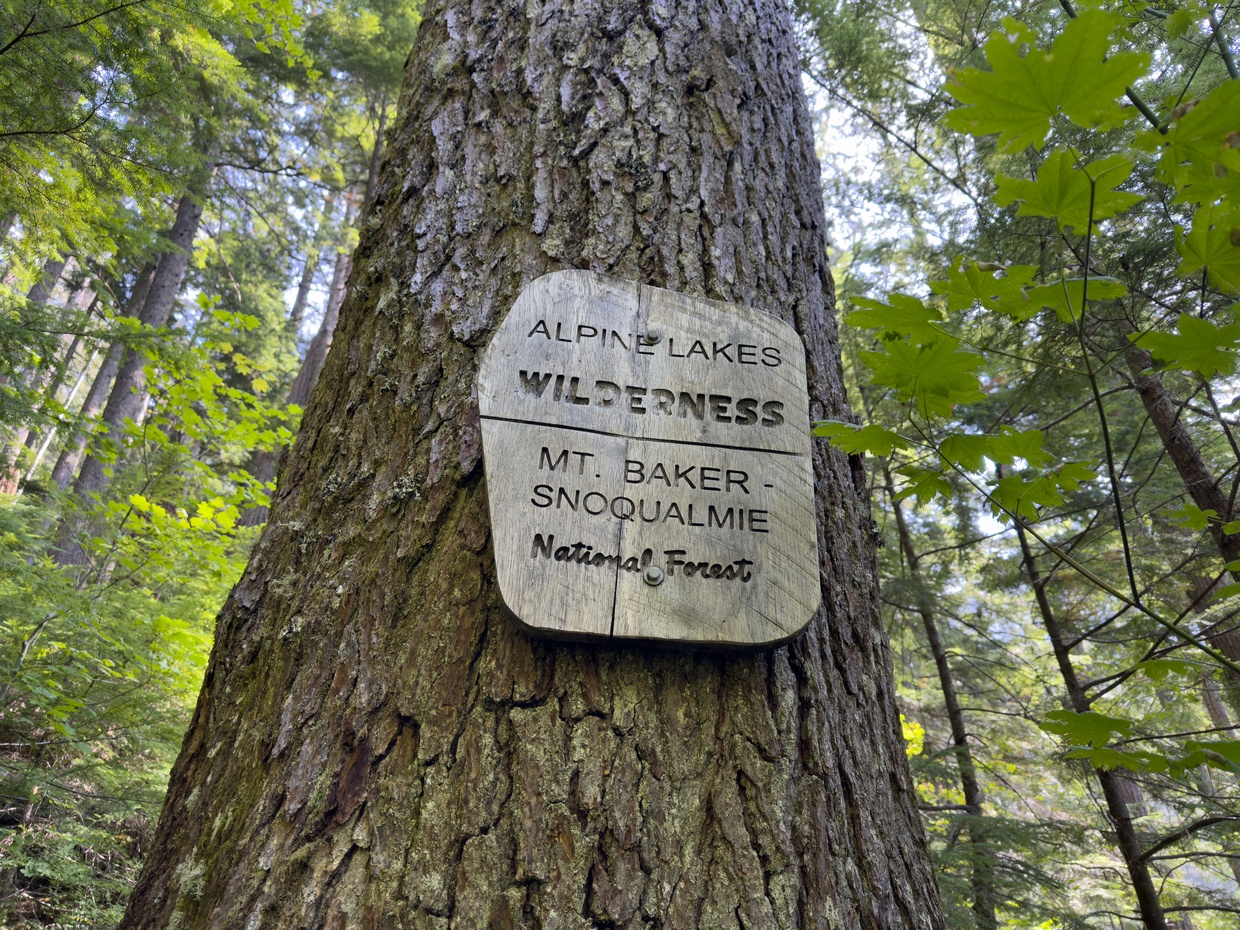 ALPINE LAKES
WILDERNESS
MT. BAKER -
SNOQUALMIE
National Forest